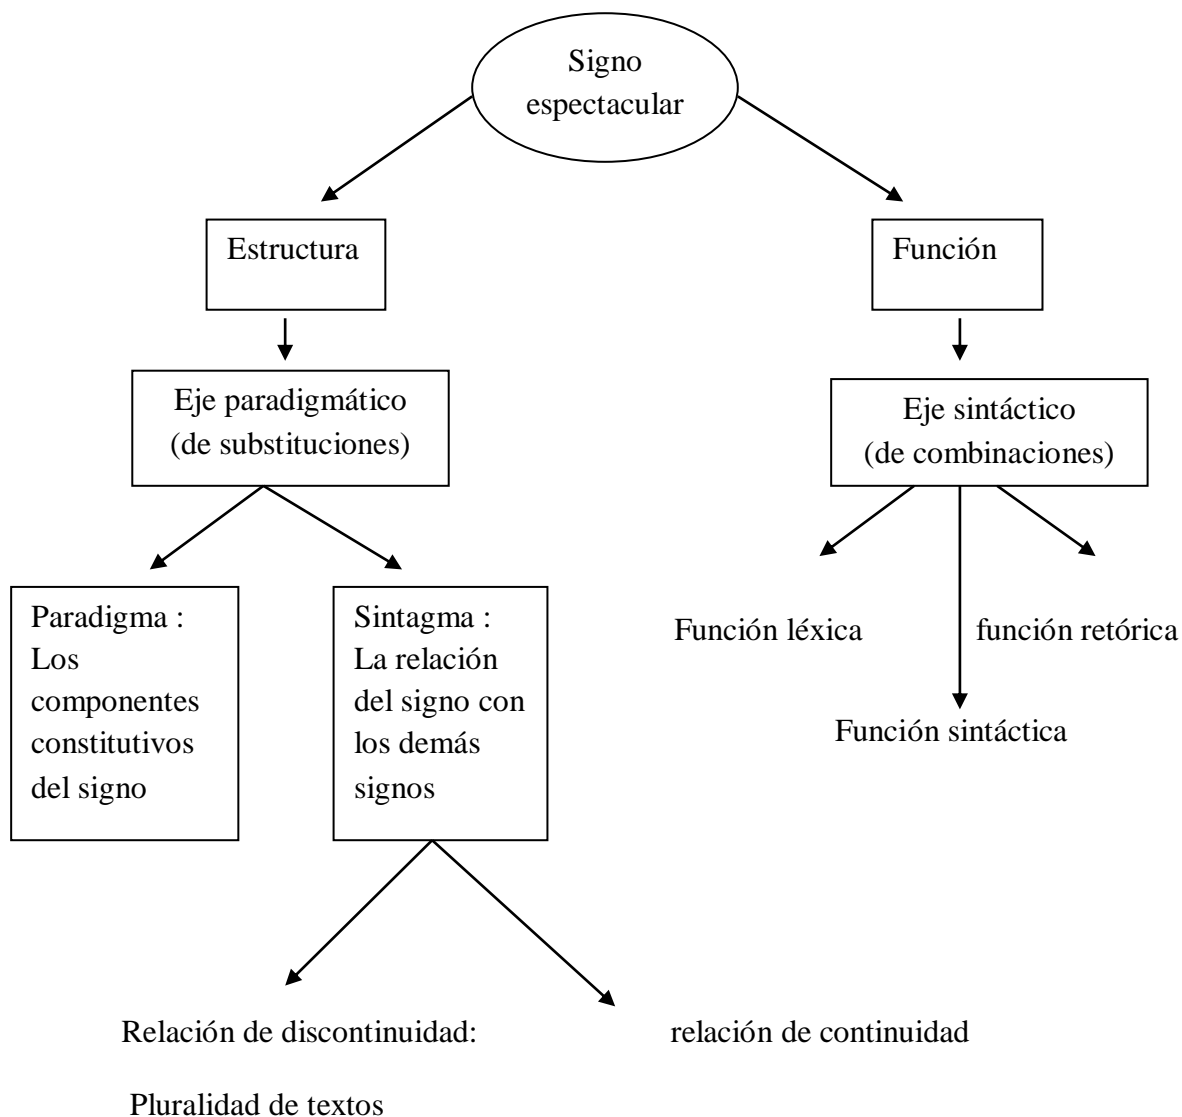 Signo
espectacular
Estructura
Función
Eje paradigmático
(de substituciones)
Eje sintáctico
(de combinaciones)
Paradigma :
Los
componentes
constitutivos
del signo
Sintagma :
La relación
del signo con
los demás
signos
Función léxica
función retórica
Función sintáctica
Relación de discontinuidad:
relación de continuidad
Pluralidad de textos